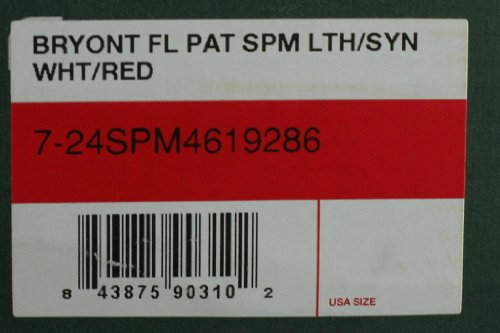 BRYONT FL PAT SPM LTH/SYN
WHT/RED
7-24SPM4619286
8 43875 90310 2
USA SIZE